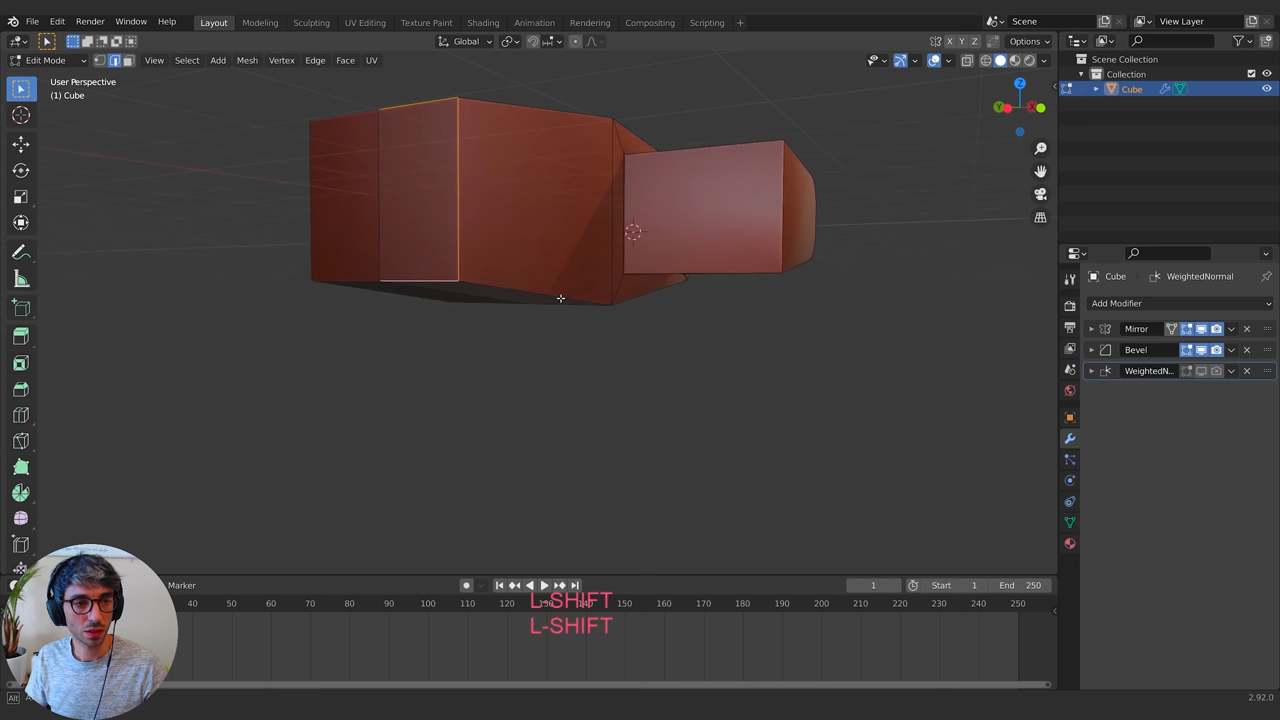 File Edit Render Window Help Layout Modeling Sculpting UV Editing Texture Paint Shading Animation Rendering Compositing Scripting + Scene View Layer
Global X Y Z Options
Edit Mode View Select Add Mesh Vertex Edge Face UV
User Perspective
(1) Cube
Z
Y X
Scene Collection
Collection
Cube
Cube WeightedNormal
Add Modifier
Mirror
Bevel
WeightedN...
Marker 1 Start 1 End 250
40 50 60 70 80 90 100 110 120 130 140 150 160 170 180 190 200 210 220 230 240 250
L-SHIFT
L-SHIFT
Alt 2.92.0